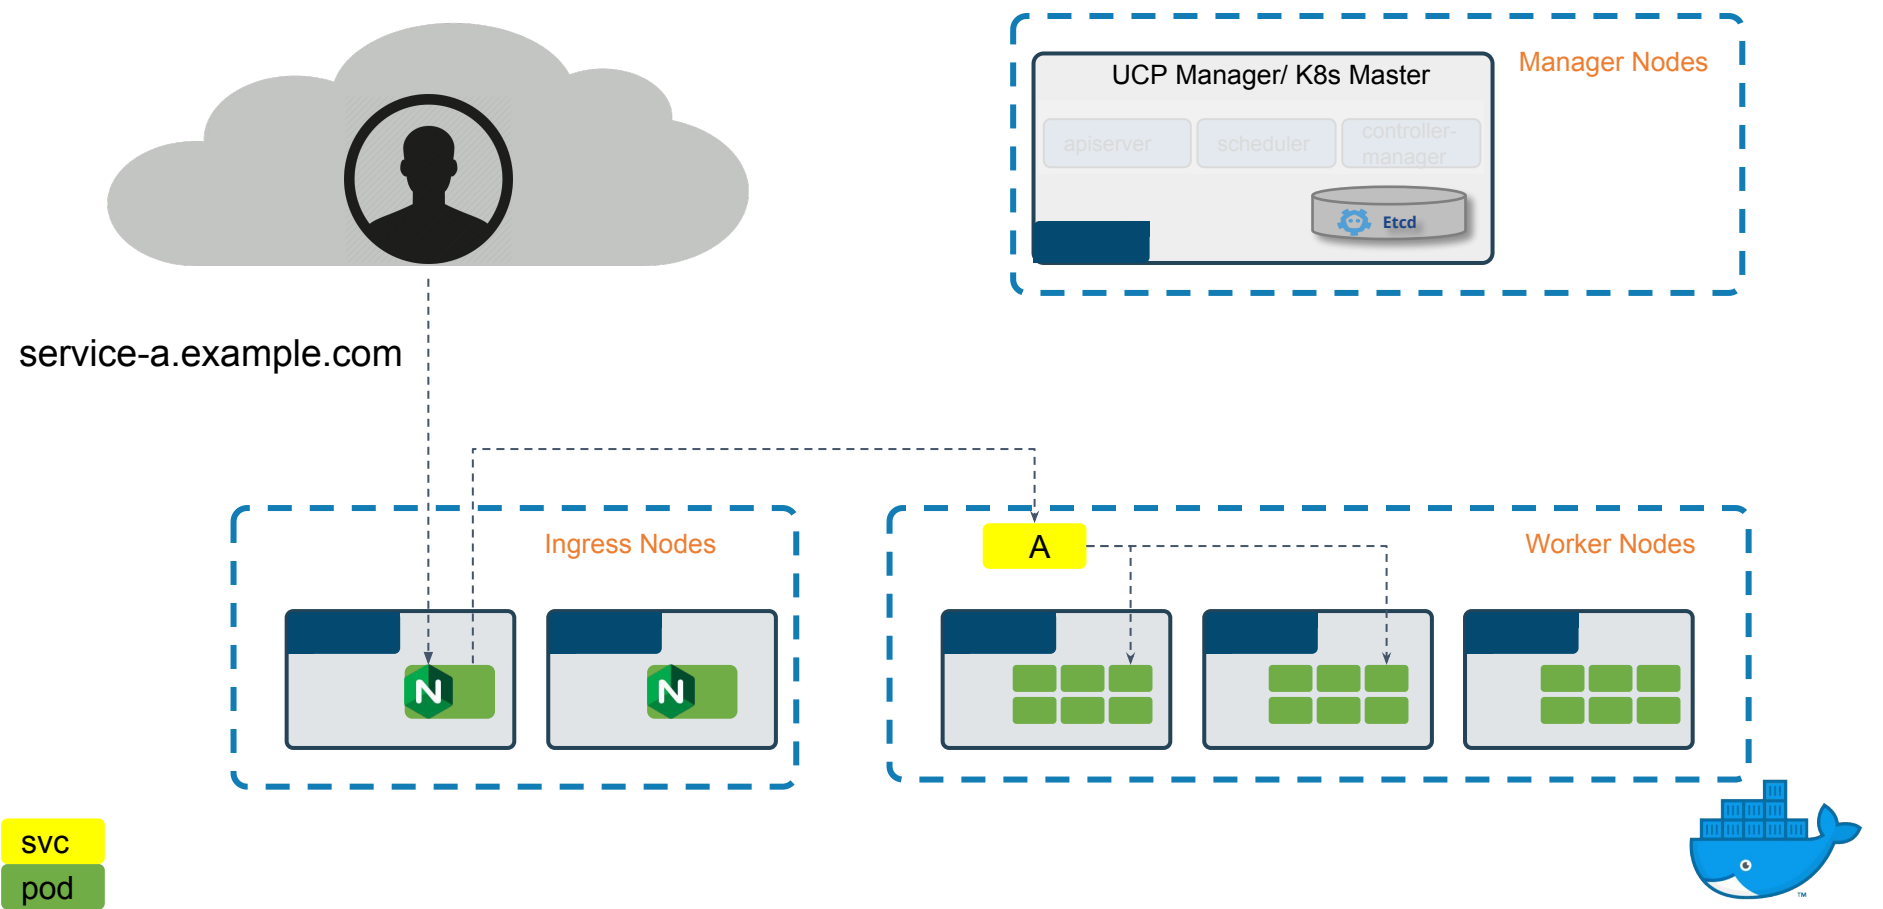 UCP Manager/ K8s Master
Manager Nodes
apiserver
scheduler
controller-
manager
Etcd
service-a.example.com
Ingress Nodes
A
Worker Nodes
N
N
svc
pod
TM